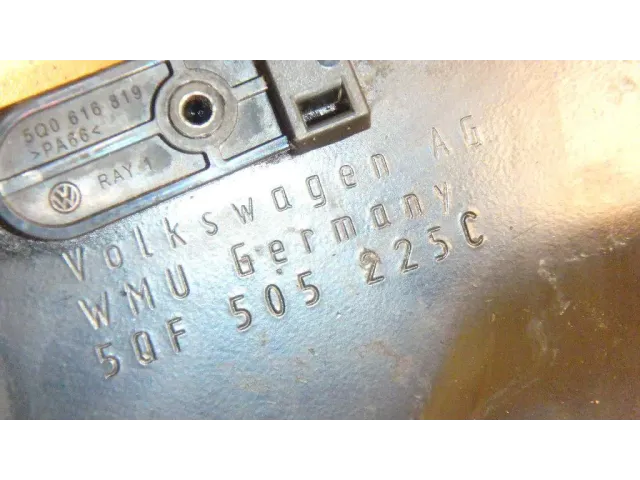 5Q0 616 819
>PA66<
RAY 1
Volkswagen AG
WMU Germany
5QF 505 225C